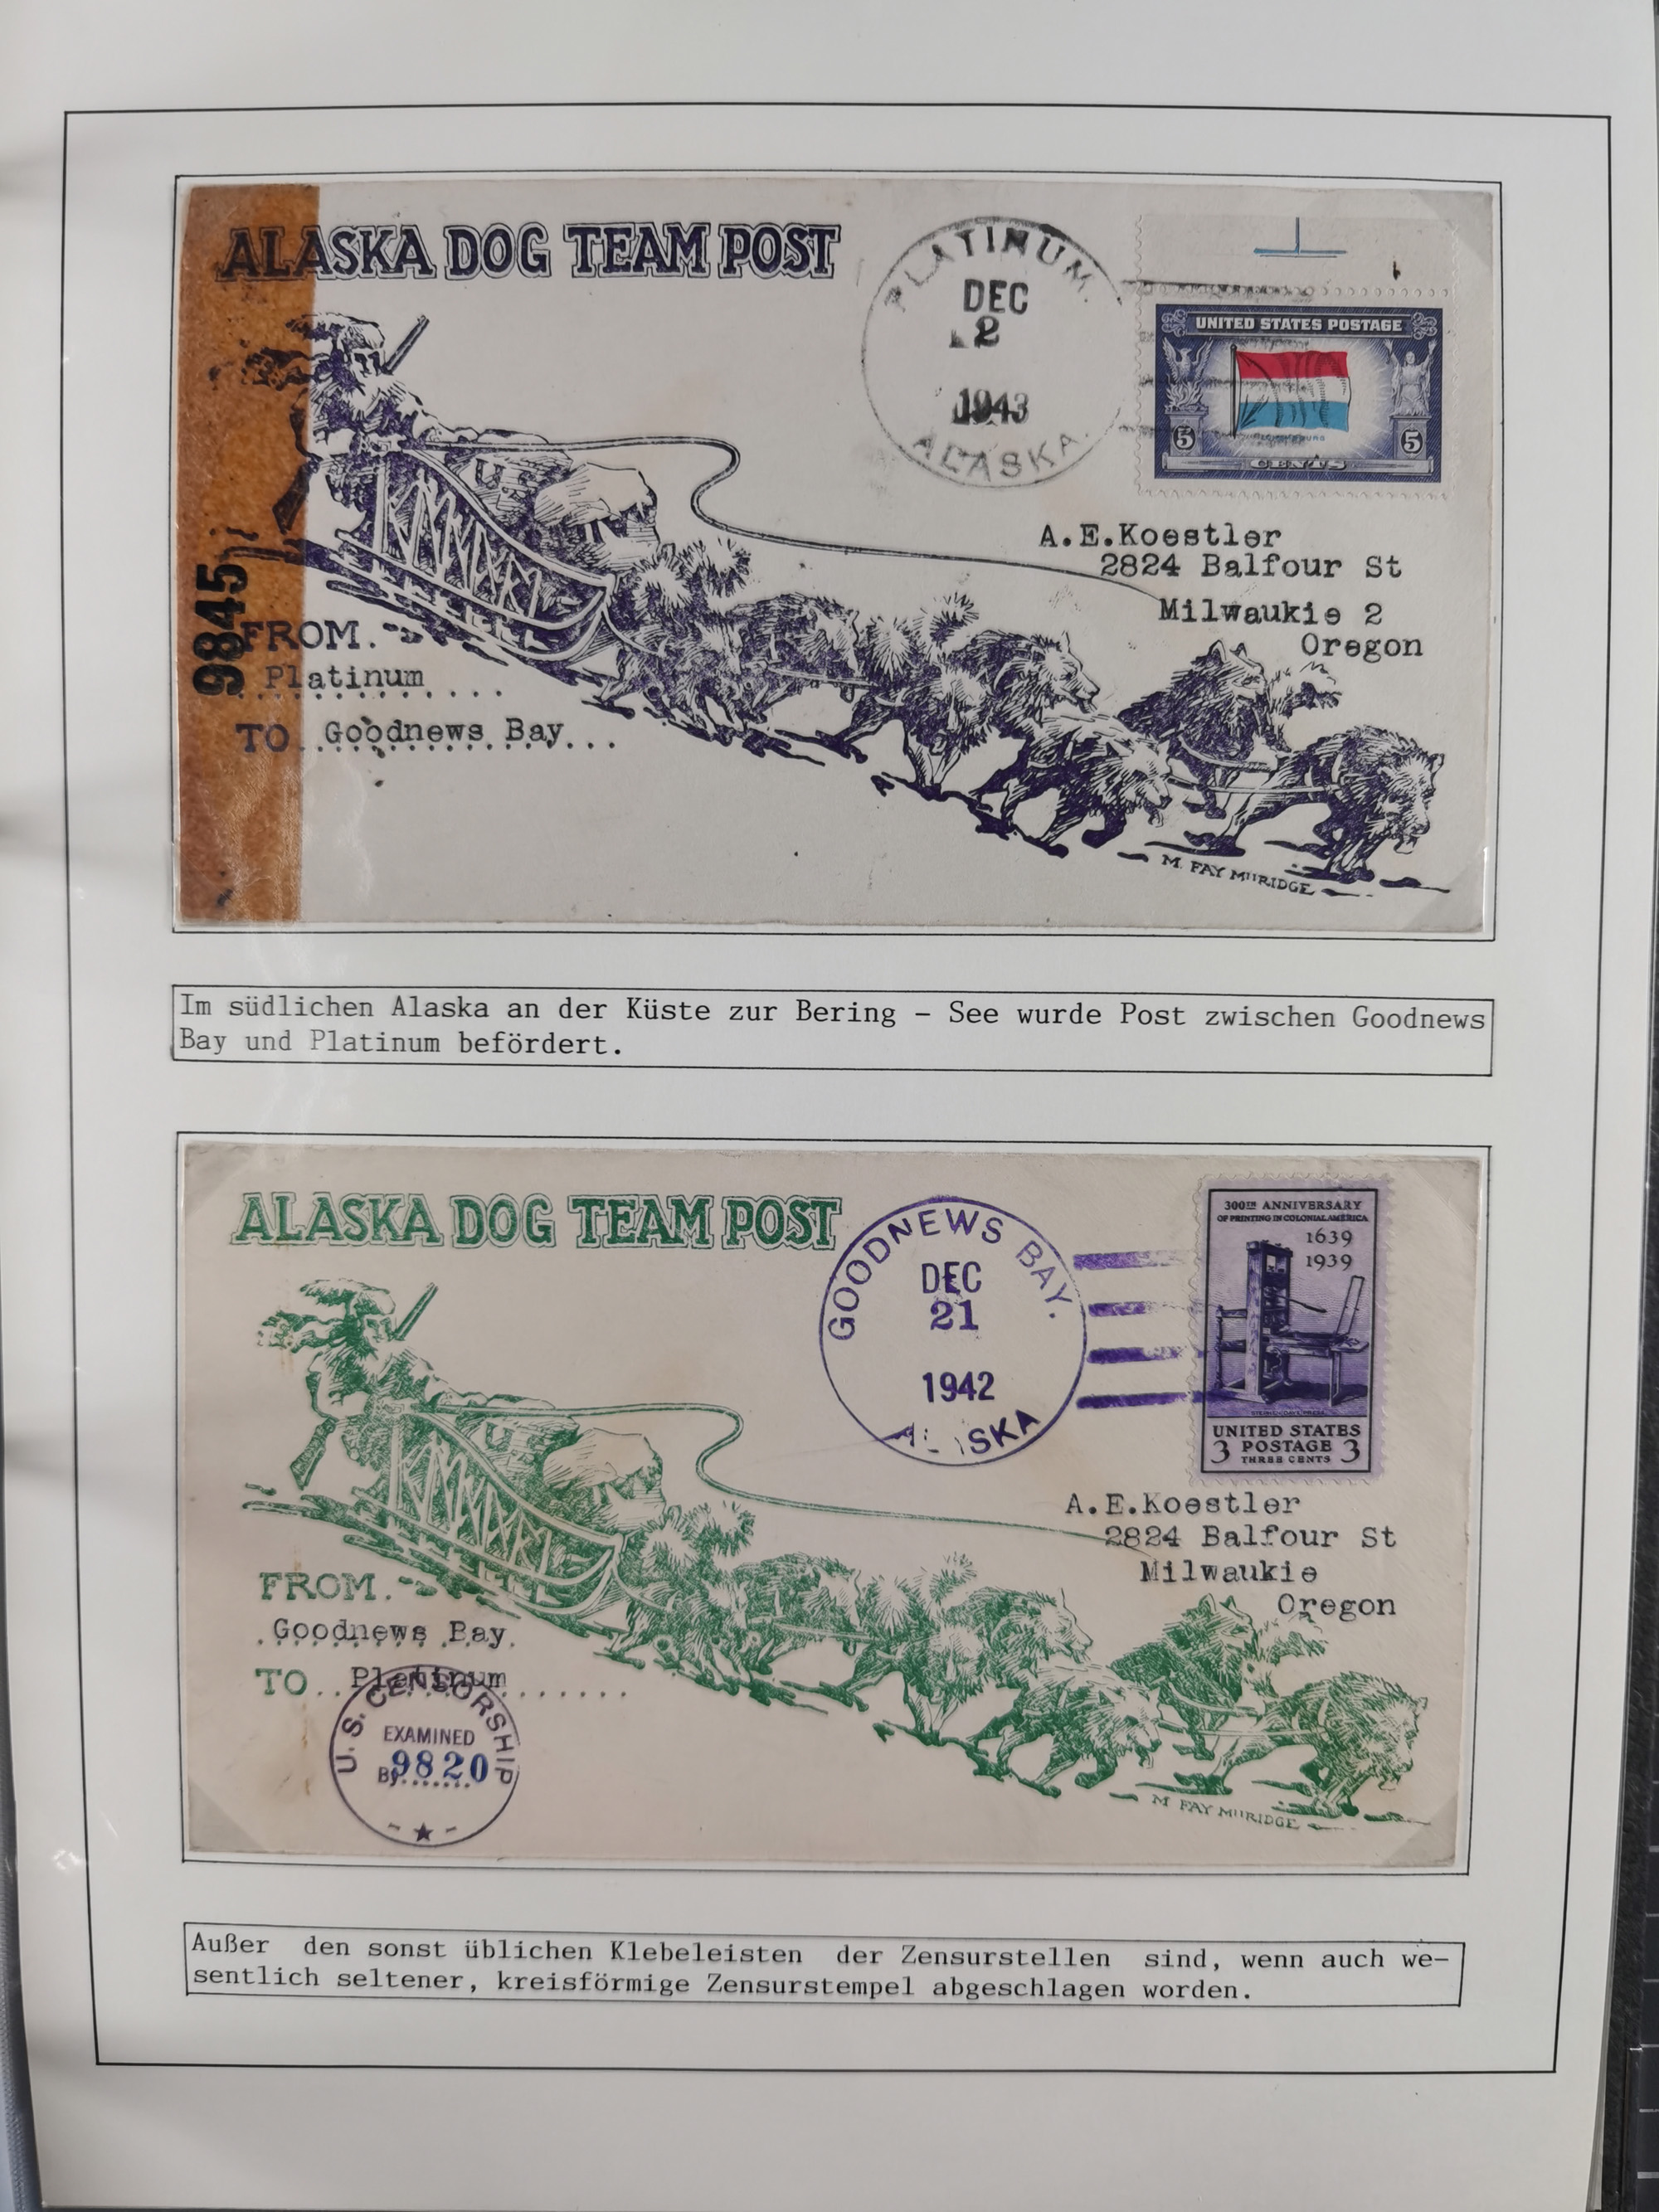 ALASKA DOG TEAM POST
PLATINUM.
DEC
2
1943
ALASKA.
UNITED STATES POSTAGE
5 5
CENTS
U.S.
A.E.Koestler
2824 Balfour St
Milwaukie 2
Oregon
9845
FROM.
Platinum
TO Goodnews Bay
M. FAY MURIDGE
Im südlichen Alaska an der Küste zur Bering – See wurde Post zwischen Goodnews
Bay und Platinum befördert.
ALASKA DOG TEAM POST
GOODNEWS BAY.
DEC
21
1942
300TH ANNIVERSARY
OF PRINTING IN COLONIAL AMERICA
1639
1939
UNITED STATES
3 POSTAGE 3
THREE CENTS
A.E.Koestler
2824 Balfour St
Milwaukie
Oregon
FROM.
Goodnews Bay.
TO Platinum
U.S. CENSORSHIP
EXAMINED
By 9820
M FAY MURIDGE
Außer den sonst üblichen Klebeleisten der Zensurstellen sind, wenn auch we-
sentlich seltener, kreisförmige Zensurstempel abgeschlagen worden.